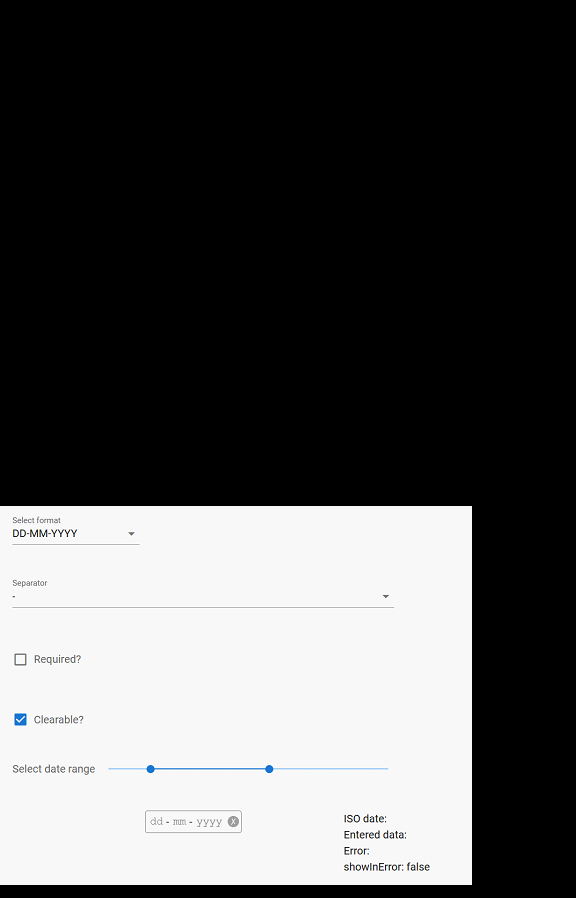 Select format
DD-MM-YYYY
Separator
-
Required?
Clearable?
Select date range
dd - mm - yyyy X
ISO date:
Entered data:
Error:
showInError: false